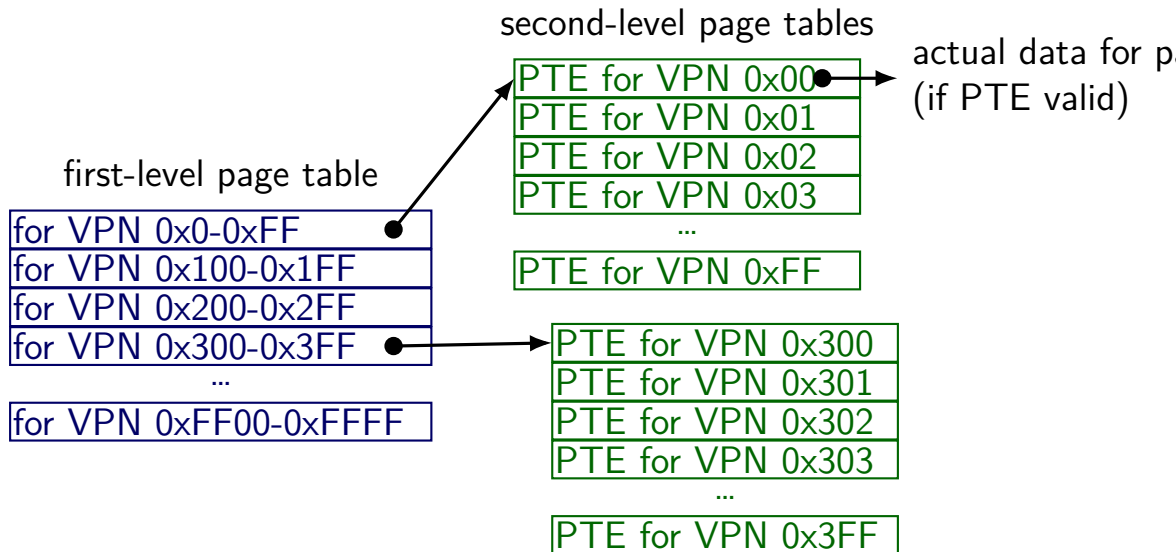 second-level page tables
PTE for VPN 0x00
PTE for VPN 0x01
PTE for VPN 0x02
PTE for VPN 0x03
...
PTE for VPN 0xFF
actual data for
(if PTE valid)
first-level page table
for VPN 0x0-0xFF
for VPN 0x100-0x1FF
for VPN 0x200-0x2FF
for VPN 0x300-0x3FF
...
for VPN 0xFF00-0xFFFF
PTE for VPN 0x300
PTE for VPN 0x301
PTE for VPN 0x302
PTE for VPN 0x303
...
PTE for VPN 0x3FF